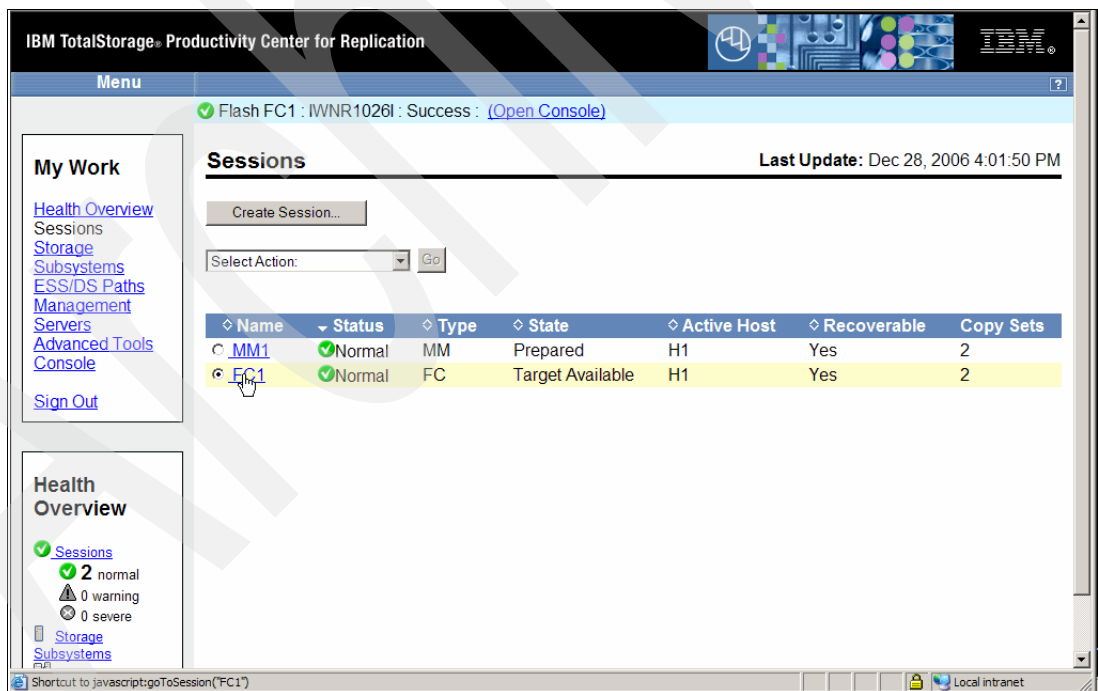 IBM TotalStorage® Productivity Center for Replication
IBM®
Menu
?
Flash FC1 : IWNR1026I : Success : (Open Console)
My Work
Health Overview
Sessions
Storage
Subsystems
ESS/DS Paths
Management
Servers
Advanced Tools
Console
Sign Out
Sessions
Last Update: Dec 28, 2006 4:01:50 PM
Create Session...
Select Action:
Go
Name Status Type State Active Host Recoverable Copy Sets
MM1 Normal MM Prepared H1 Yes 2
FC1 Normal FC Target Available H1 Yes 2
Health
Overview
Sessions
2 normal
0 warning
0 severe
Storage
Subsystems
Shortcut to javascript:goToSession("FC1")
Local intranet